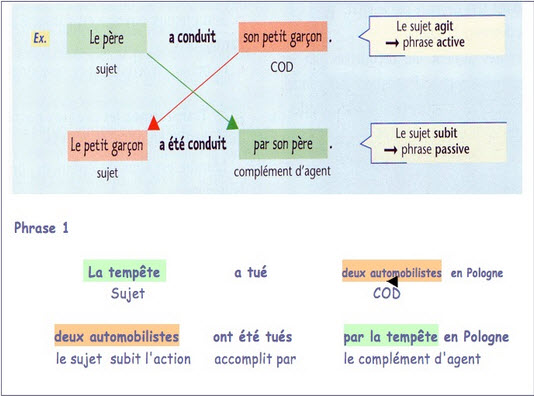 Ex. Le père a conduit son petit garçon.
sujet COD
Le sujet agit
→ phrase active
Le petit garçon a été conduit par son père.
sujet complément d'agent
Le sujet subit
→ phrase passive
Phrase 1
La tempête a tué deux automobilistes en Pologne
Sujet COD
deux automobilistes ont été tués par la tempête en Pologne
le sujet subit l'action accomplit par le complément d'agent